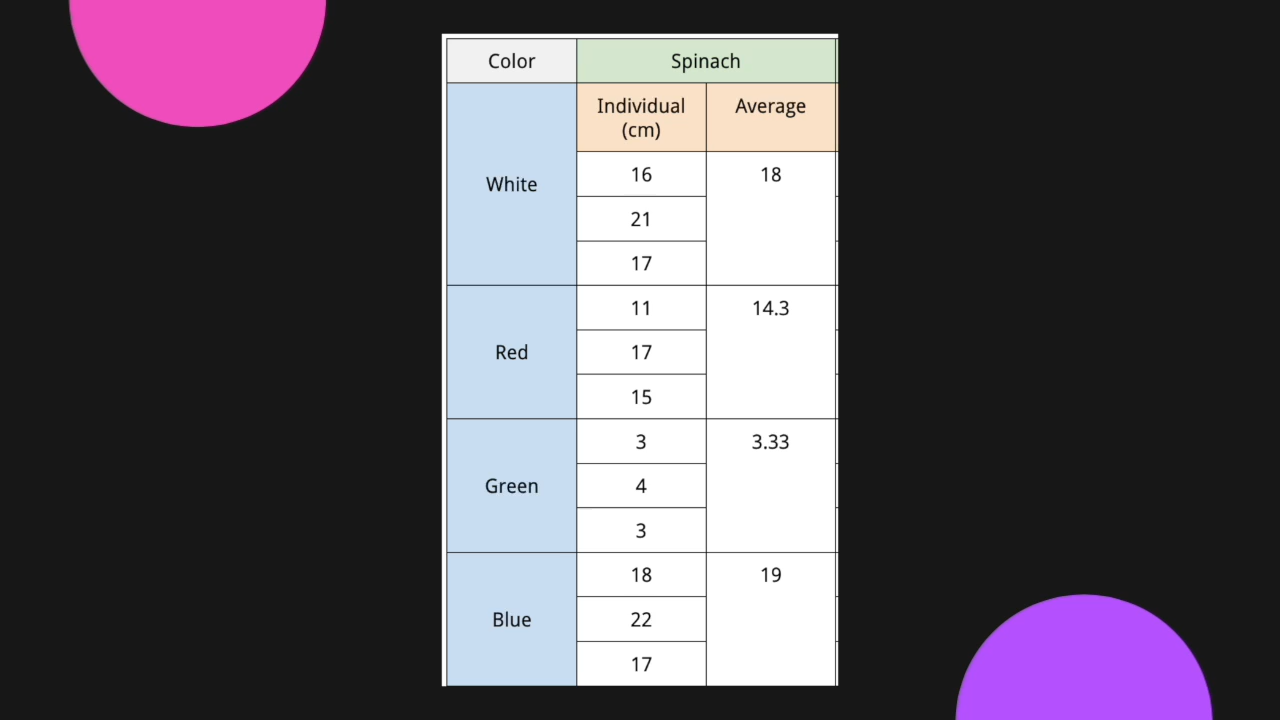 Color Spinach
Individual (cm) Average
White
16 18
21
17
Red
11 14.3
17
15
Green
3 3.33
4
3
Blue
18 19
22
17